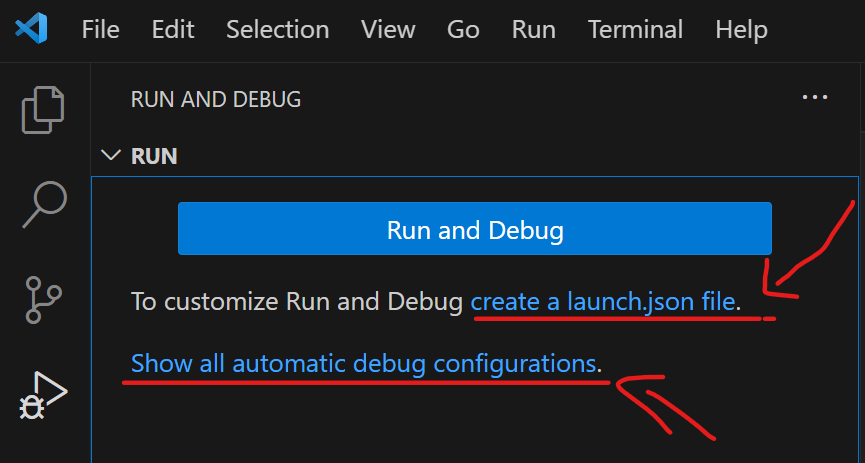 File Edit Selection View Go Run Terminal Help
RUN AND DEBUG
RUN
Run and Debug
To customize Run and Debug create a launch.json file.
Show all automatic debug configurations.